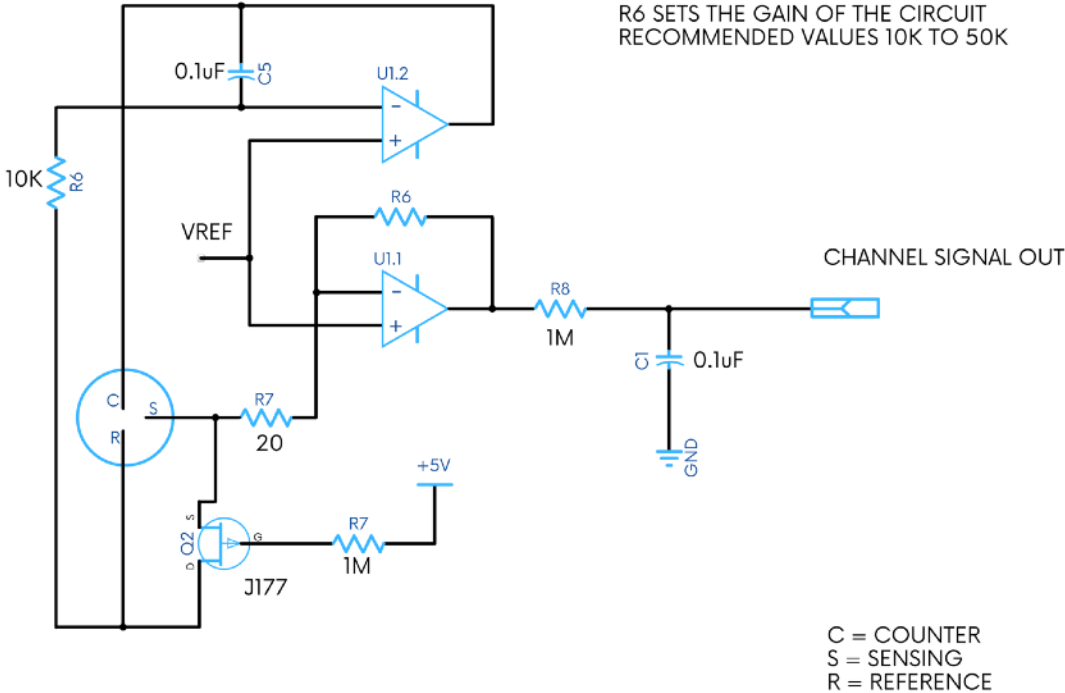 R6 SETS THE GAIN OF THE CIRCUIT
RECOMMENDED VALUES 10K TO 50K
0.1uF
C5
U1.2
-
+
10K
R6
R6
VREF
U1.1
-
+
CHANNEL SIGNAL OUT
R8
1M
C1
0.1uF
GND
C
S
R
R7
20
+5V
S
Q2
D
G
J177
R7
1M
C = COUNTER
S = SENSING
R = REFERENCE